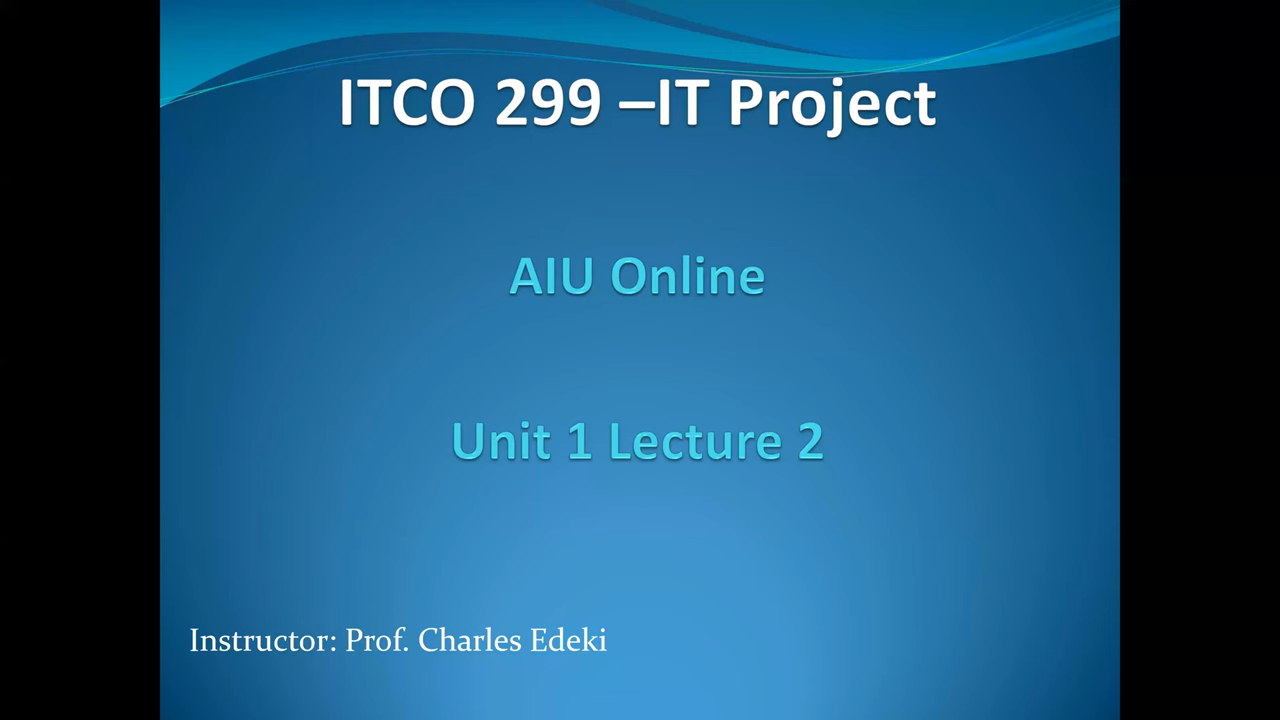 ITCO 299 –IT Project
AIU Online
Unit 1 Lecture 2
Instructor: Prof. Charles Edeki